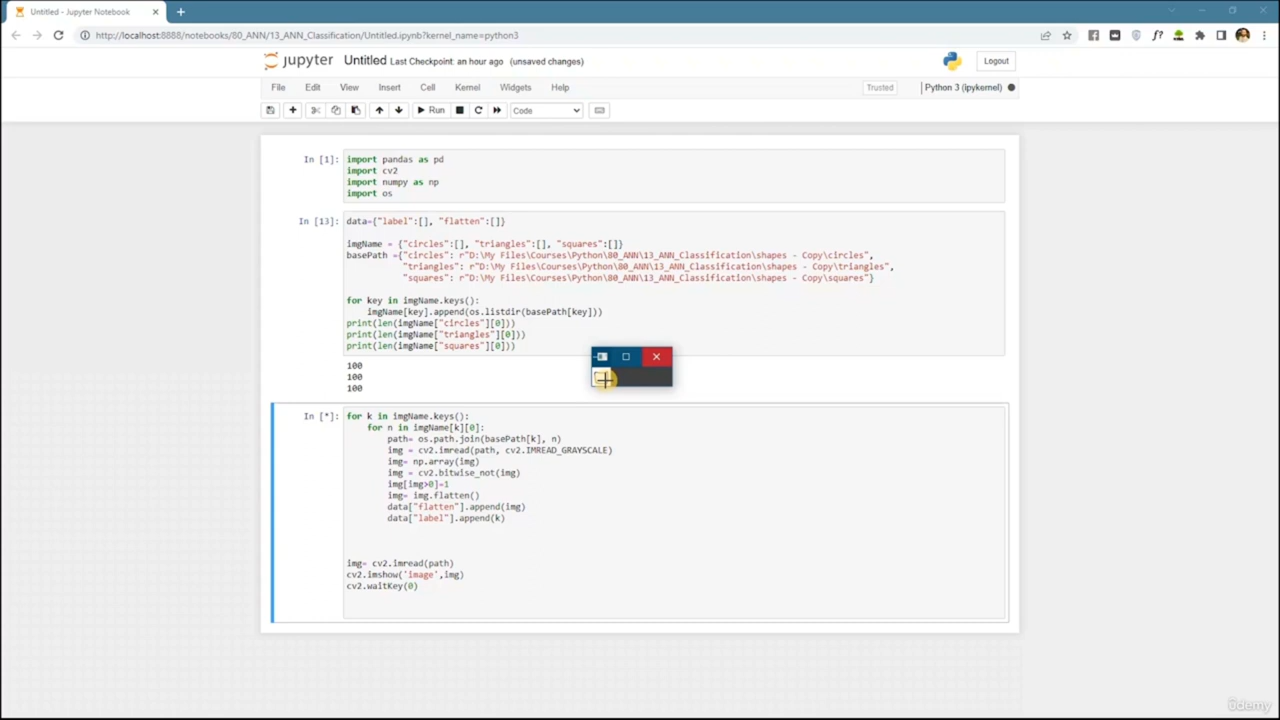 Untitled - Jupyter Notebook
http://localhost:8888/notebooks/80_ANN/13_ANN_Classification/Untitled.ipynb?kernel_name=python3
jupyter Untitled Last Checkpoint: an hour ago (unsaved changes)
Logout
File Edit View Insert Cell Kernel Widgets Help
Trusted
Python 3 (ipykernel)
Run
Code
In [1]:
import pandas as pd
import cv2
import numpy as np
import os
In [13]:
data={"label":[], "flatten":[]}
imgName = {"circles":[], "triangles":[], "squares":[]}
basePath ={"circles": r"D:\My Files\Courses\Python\80_ANN\13_ANN_Classification\shapes - Copy\circles",
"triangles": r"D:\My Files\Courses\Python\80_ANN\13_ANN_Classification\shapes - Copy\triangles",
"squares": r"D:\My Files\Courses\Python\80_ANN\13_ANN_Classification\shapes - Copy\squares"}
for key in imgName.keys():
imgName[key].append(os.listdir(basePath[key]))
print(len(imgName["circles"][0]))
print(len(imgName["triangles"][0]))
print(len(imgName["squares"][0]))
100
100
100
In [*]:
for k in imgName.keys():
for n in imgName[k][0]:
path= os.path.join(basePath[k], n)
img = cv2.imread(path, cv2.IMREAD_GRAYSCALE)
img= np.array(img)
img = cv2.bitwise_not(img)
img[img>0]=1
img= img.flatten()
data["flatten"].append(img)
data["label"].append(k)
img= cv2.imread(path)
cv2.imshow('image',img)
cv2.waitKey(0)
ûdemy